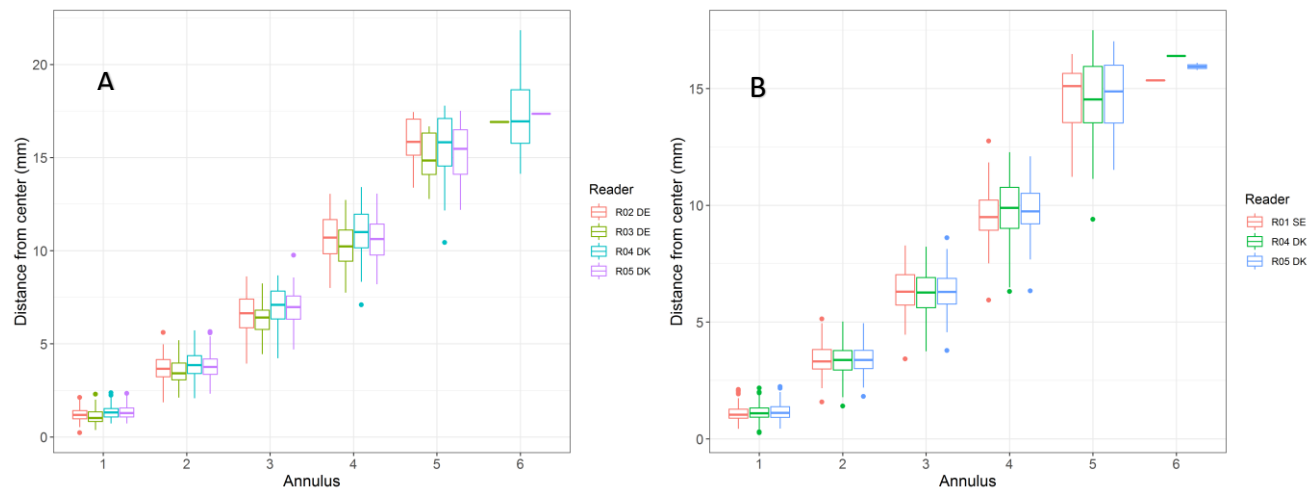 A
Distance from center (mm)
20
15
10
5
0
1 2 3 4 5 6
Annulus
Reader
R02 DE
R03 DE
R04 DK
R05 DK
B
Distance from center (mm)
15
10
5
0
1 2 3 4 5 6
Annulus
Reader
R01 SE
R04 DK
R05 DK